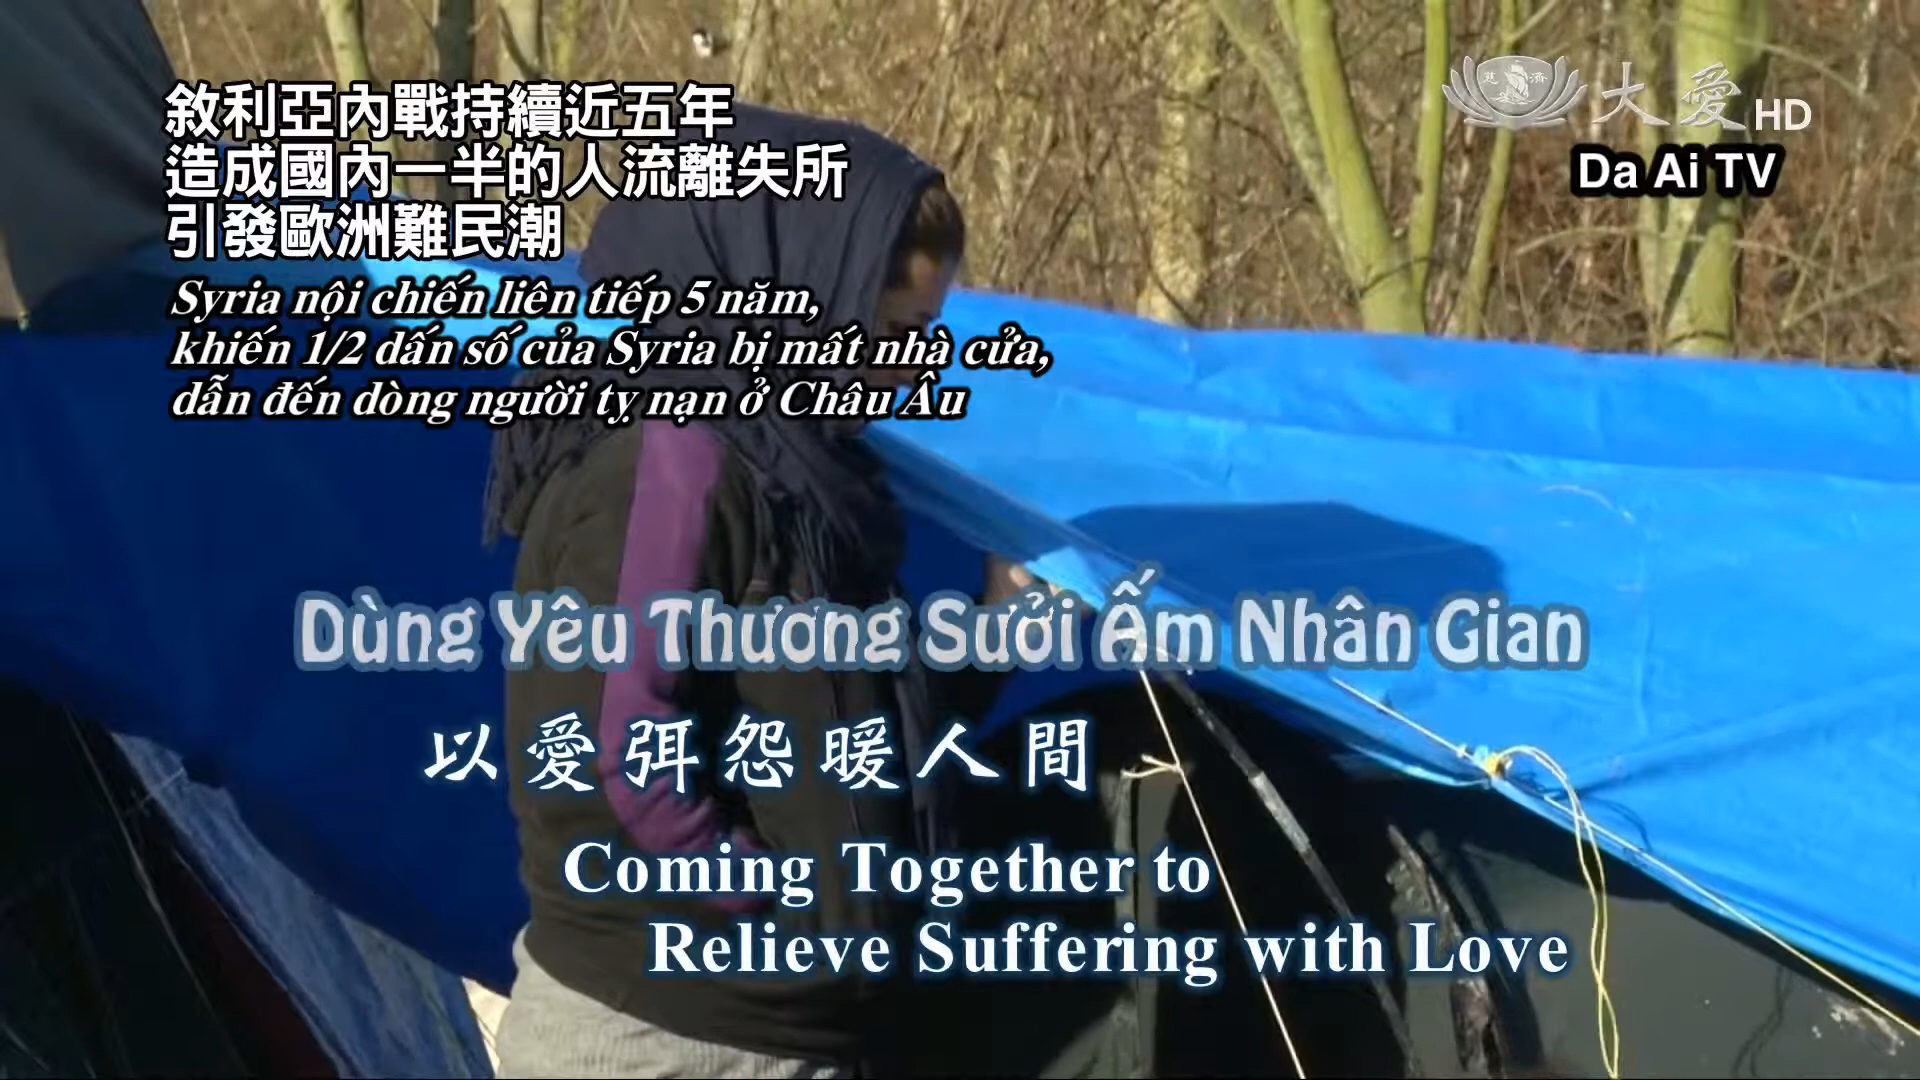 敘利亞內戰持續近五年
造成國內一半的人流離失所
引發歐洲難民潮
Syria nội chiến liên tiếp 5 năm,
khiến 1/2 dấn số của Syria bị mất nhà cửa,
dẫn đến dòng người tỵ nạn ở Châu Âu
慈濟
大愛HD
Da Ai TV
Dùng Yêu Thương Sưởi Ấm Nhân Gian
以愛弭怨暖人間
Coming Together to
Relieve Suffering with Love